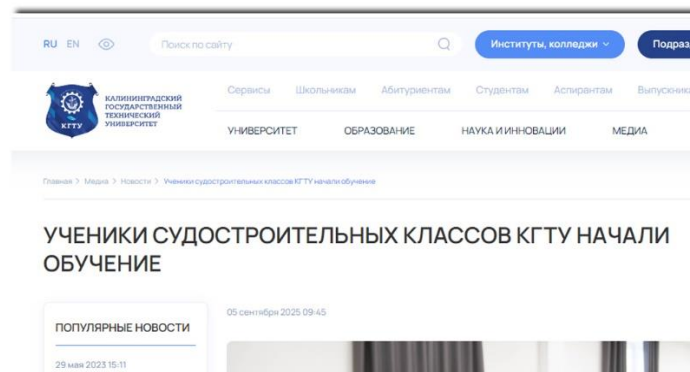 RU EN
Поиск по сайту
Институты, колледжи
КГТУ
КАЛИНИНГРАДСКИЙ
ГОСУДАРСТВЕННЫЙ
ТЕХНИЧЕСКИЙ
УНИВЕРСИТЕТ
Сервисы Школьникам Абитуриентам Студентам Аспирантам
УНИВЕРСИТЕТ ОБРАЗОВАНИЕ НАУКА И ИННОВАЦИИ МЕДИА
Главная > Медиа > Новости > Ученики судостроительных классов КГТУ начали обучение
УЧЕНИКИ СУДОСТРОИТЕЛЬНЫХ КЛАССОВ КГТУ НАЧАЛИ
ОБУЧЕНИЕ
05 сентября 2025 09:45
ПОПУЛЯРНЫЕ НОВОСТИ
29 мая 2023 15:11